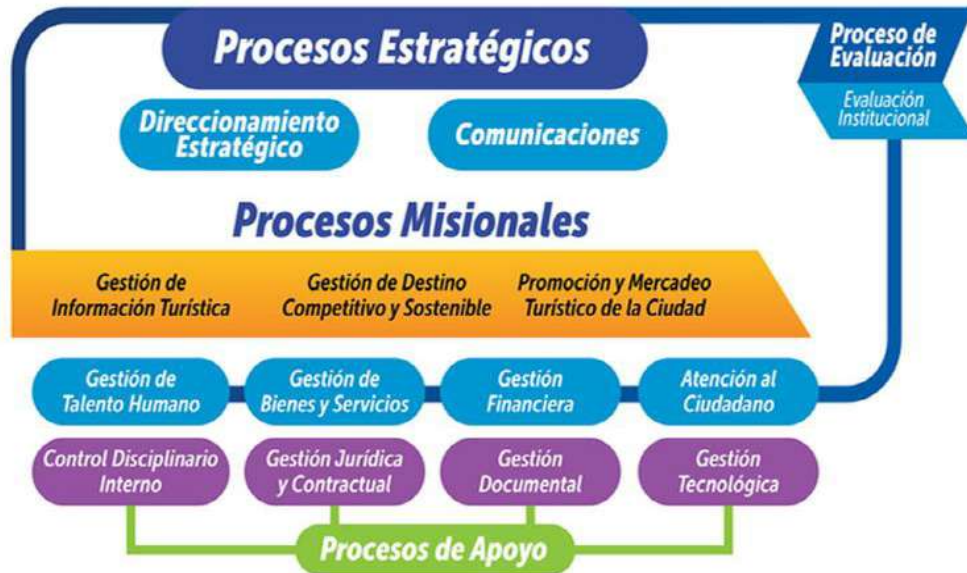 Procesos Estratégicos
Proceso de
Evaluación
Evaluación
Institucional
Direccionamiento
Estratégico
Comunicaciones
Procesos Misionales
Gestión de
Información Turística
Gestión de Destino
Competitivo y Sostenible
Promoción y Mercadeo
Turístico de la Ciudad
Gestión de
Talento Humano
Gestión de
Bienes y Servicios
Gestión
Financiera
Atención al
Ciudadano
Control Disciplinario
Interno
Gestión Jurídica
y Contractual
Gestión
Documental
Gestión
Tecnológica
Procesos de Apoyo